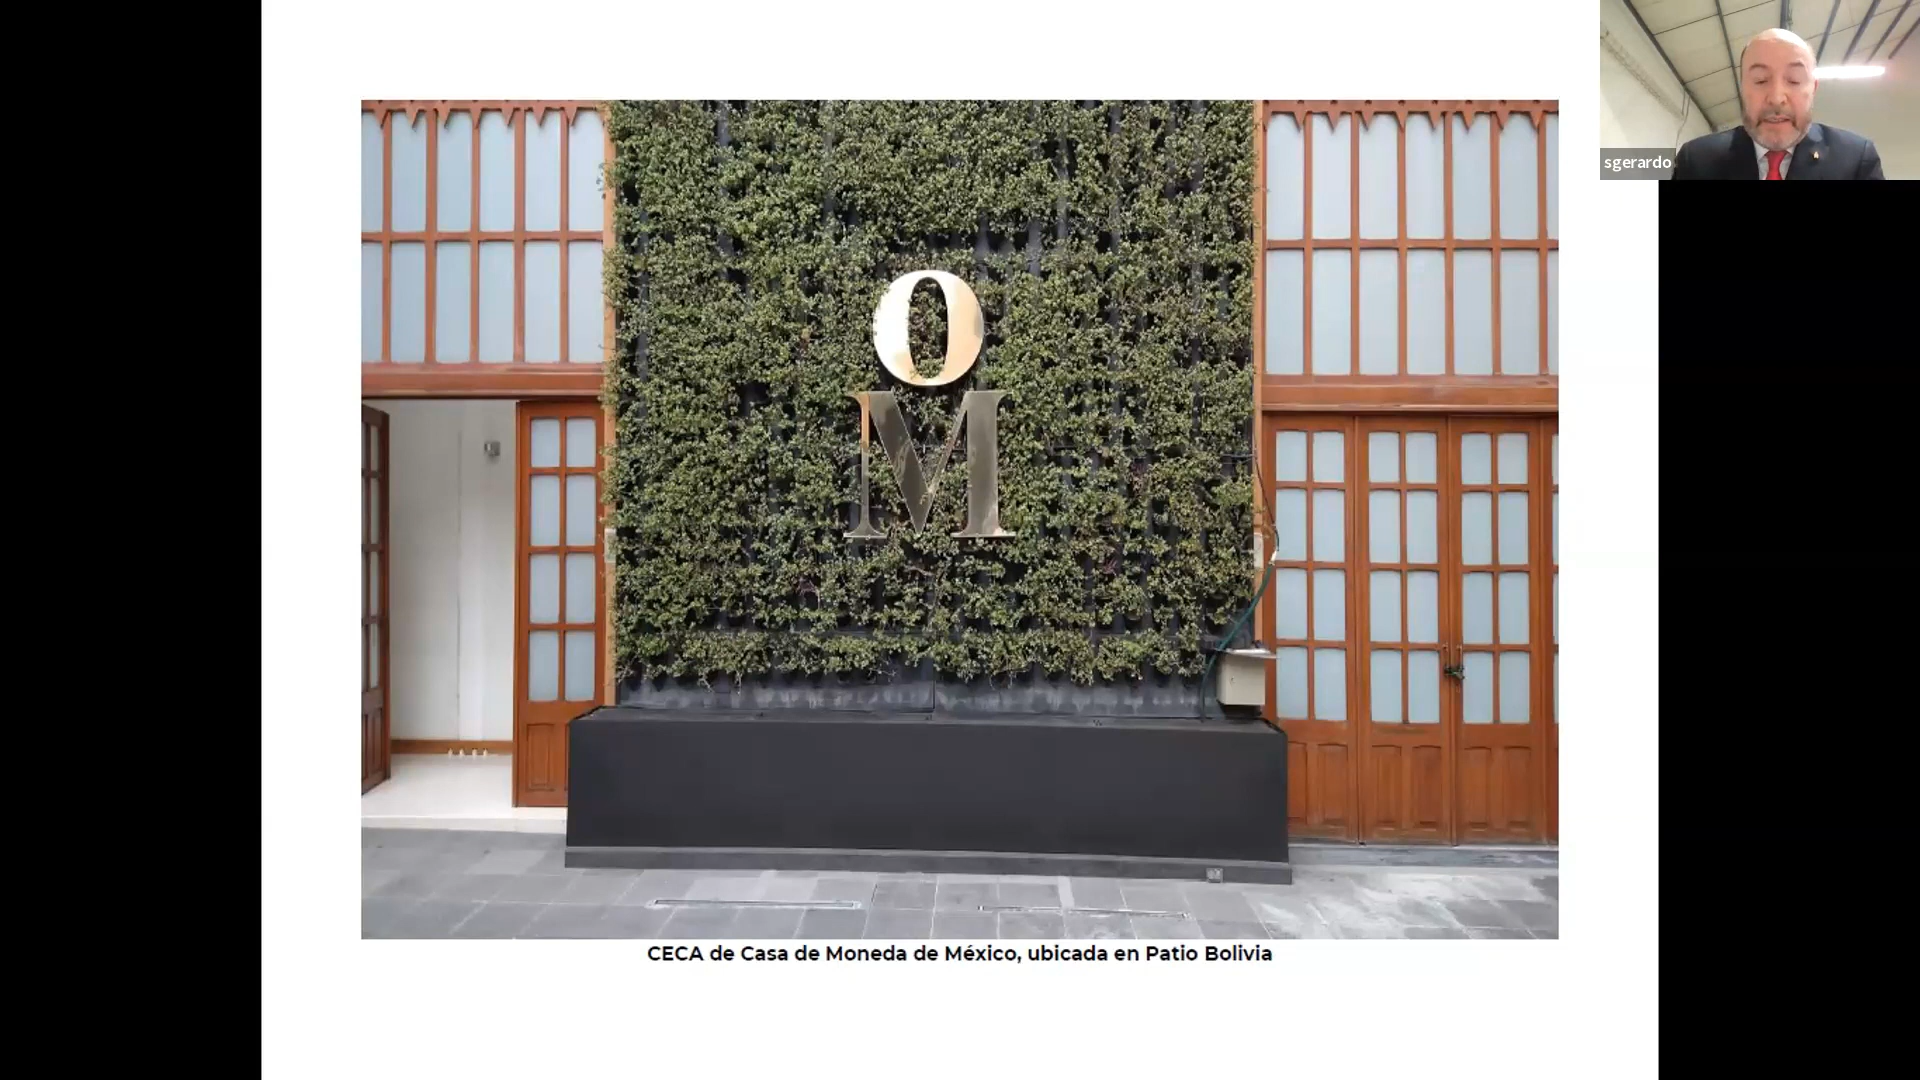 sgerardo
O
M
CECA de Casa de Moneda de México, ubicada en Patio Bolivia